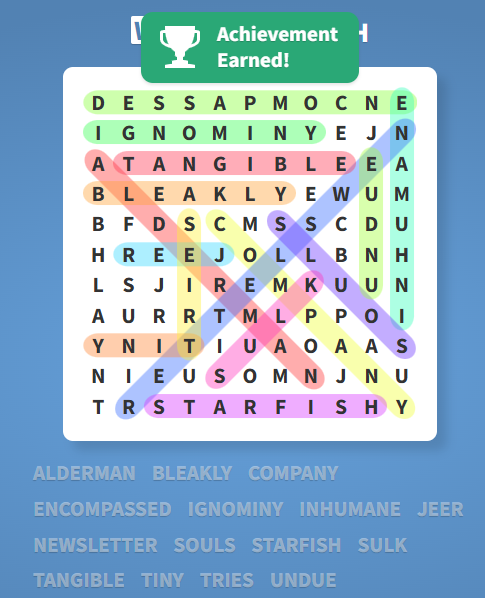 Achievement
Earned!
D E S S A P M O C N E
I G N O M I N Y E J N
A T A N G I B L E E A
B L E A K L Y E W U M
B F D S C M S S C D U
H R E E J O L L B N H
L S J I R E M K U U N
A U R R T M L P P O I
Y N I T I U A O A A S
N I E U S O M N J N U
T R S T A R F I S H Y
ALDERMAN BLEAKLY COMPANY
ENCOMPASSED IGNOMINY INHUMANE JEER
NEWSLETTER SOULS STARFISH SULK
TANGIBLE TINY TRIES UNDUE